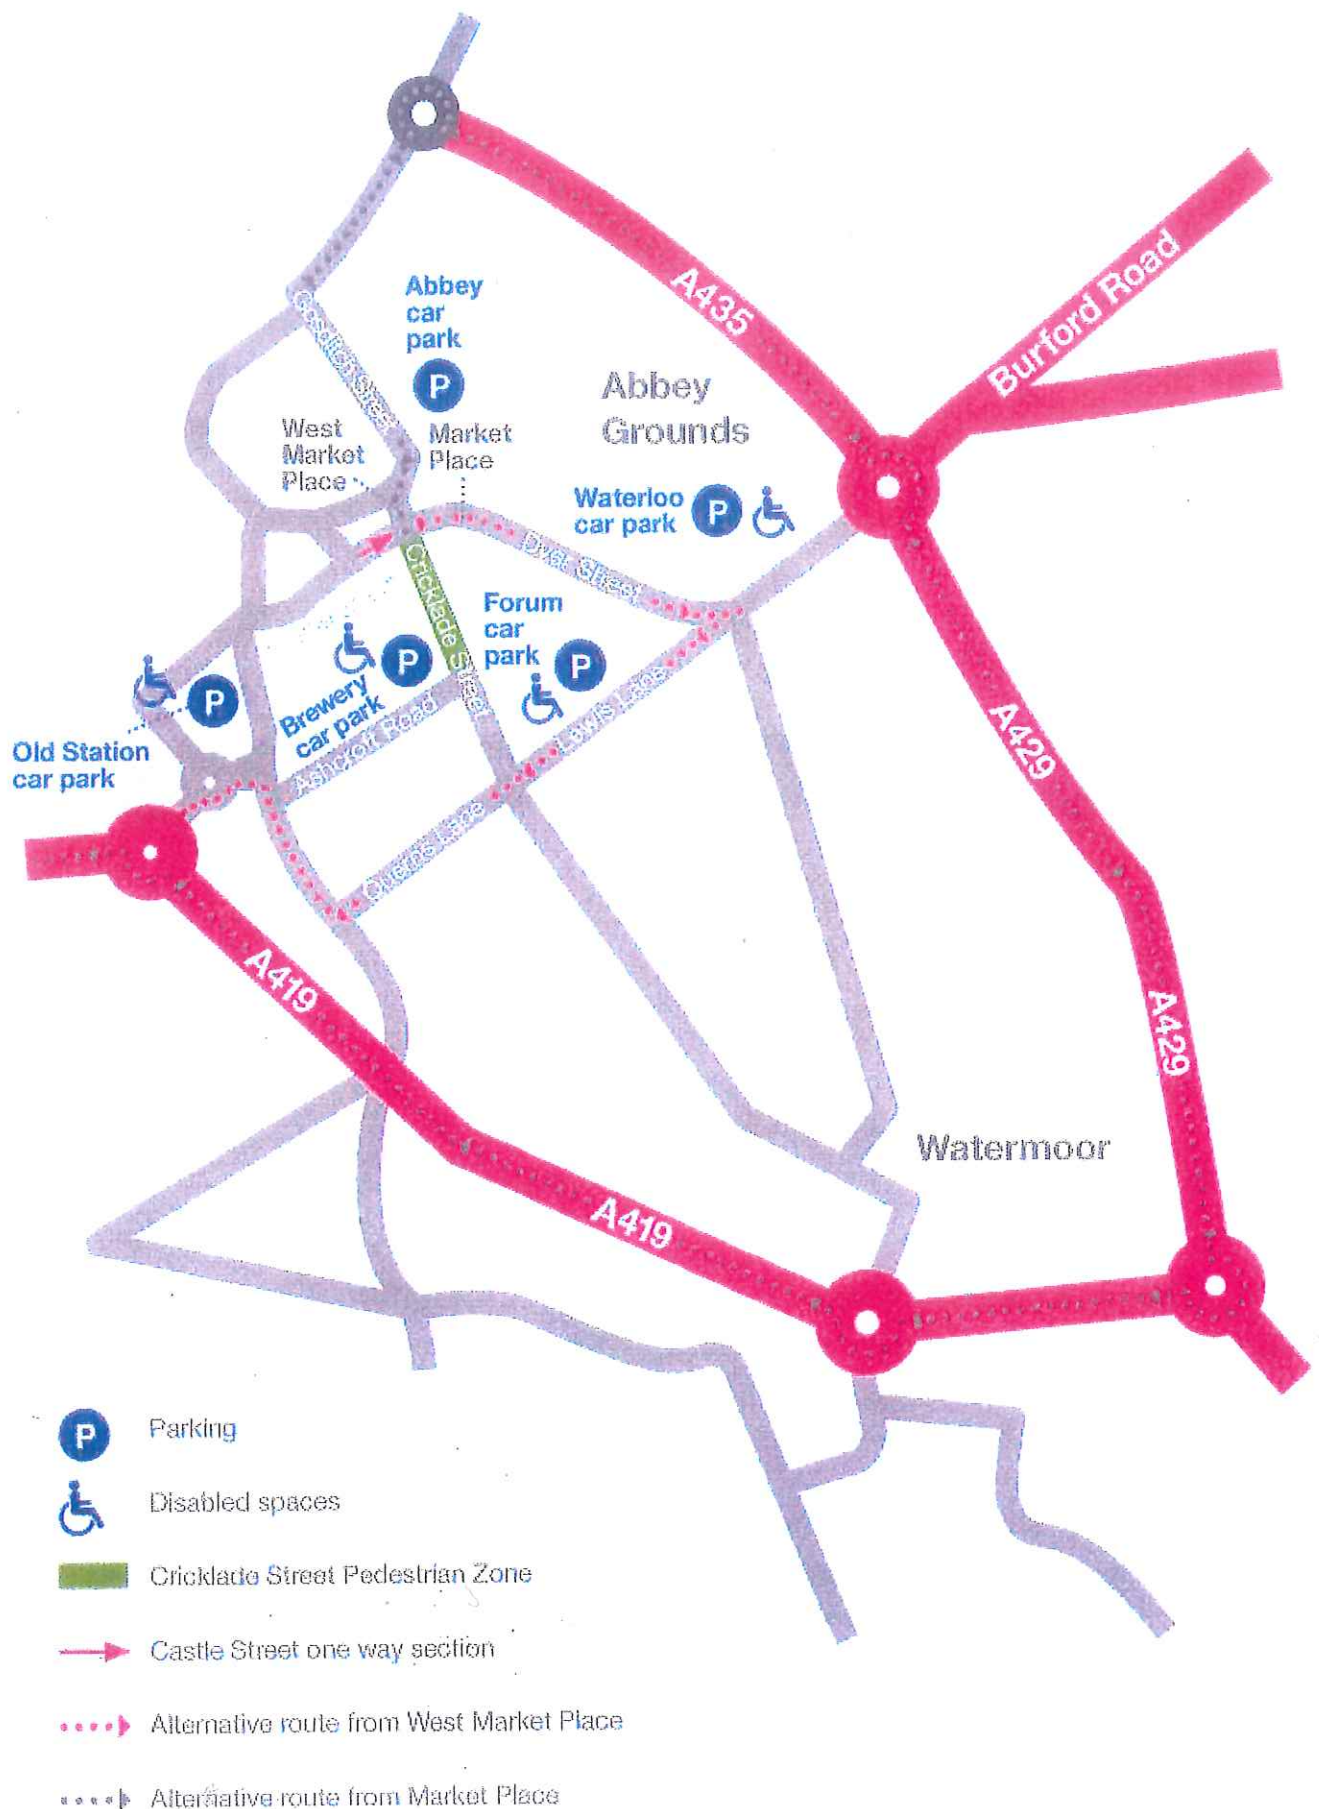 A435
Burford Road
Abbey
car
park
P
Gosditch Street
Abbey
Grounds
West
Market
Place
Market
Place
Waterloo
car park
P
Dyer Street
Cricklade Street
Forum
car
park
P
P
Brewery
car park
P
Old Station
car park
Ashcroft Road
Lewis Lane
Querns Lane
A429
A419
A429
Watermoor
A419
P
Parking
Disabled spaces
Cricklade Street Pedestrian Zone
Castle Street one way section
Alternative route from West Market Place
Alternative route from Market Place